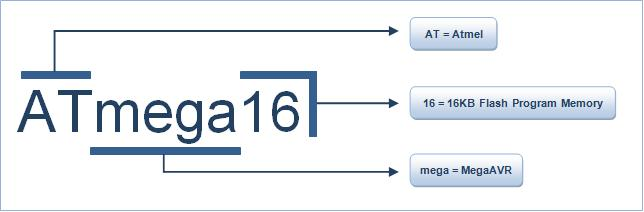 AT = Atmel
ATmega16
16 = 16KB Flash Program Memory
mega = MegaAVR